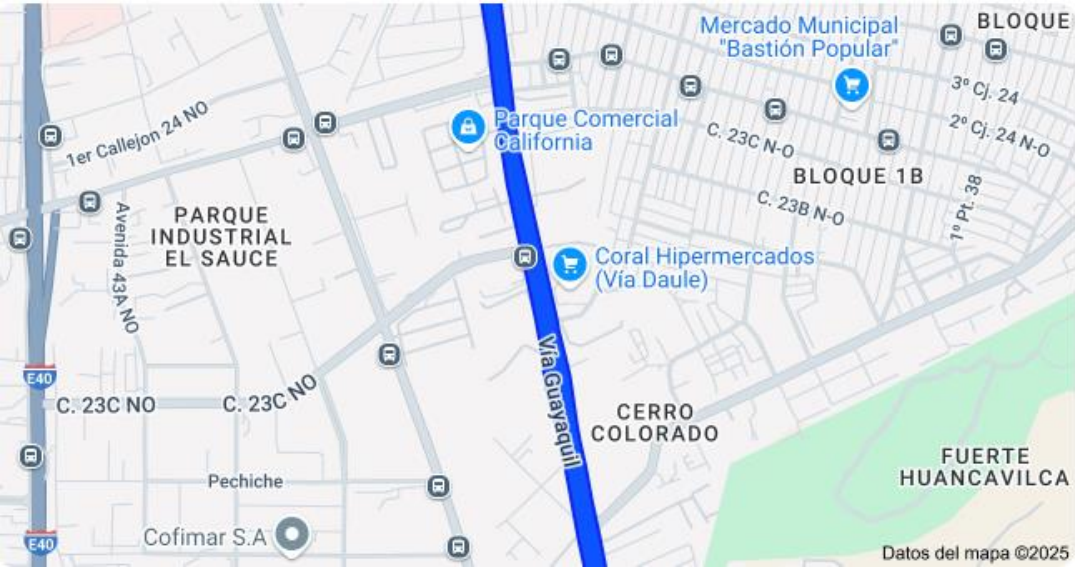 BLOQUE
Mercado Municipal
"Bastión Popular"
3º Cj. 24
2º Cj. 24 N-O
1er Callejon 24 NO
Parque Comercial
California
C. 23C N-O
BLOQUE 1B
1º Pt. 38
C. 23B N-O
Avenida 43A NO
PARQUE
INDUSTRIAL
EL SAUCE
Coral Hipermercados
(Vía Daule)
Vía Guayaquil
E40
C. 23C NO
C. 23C NO
CERRO
COLORADO
FUERTE
HUANCAVILCA
Pechiche
Cofimar S.A
E40
Datos del mapa ©2025